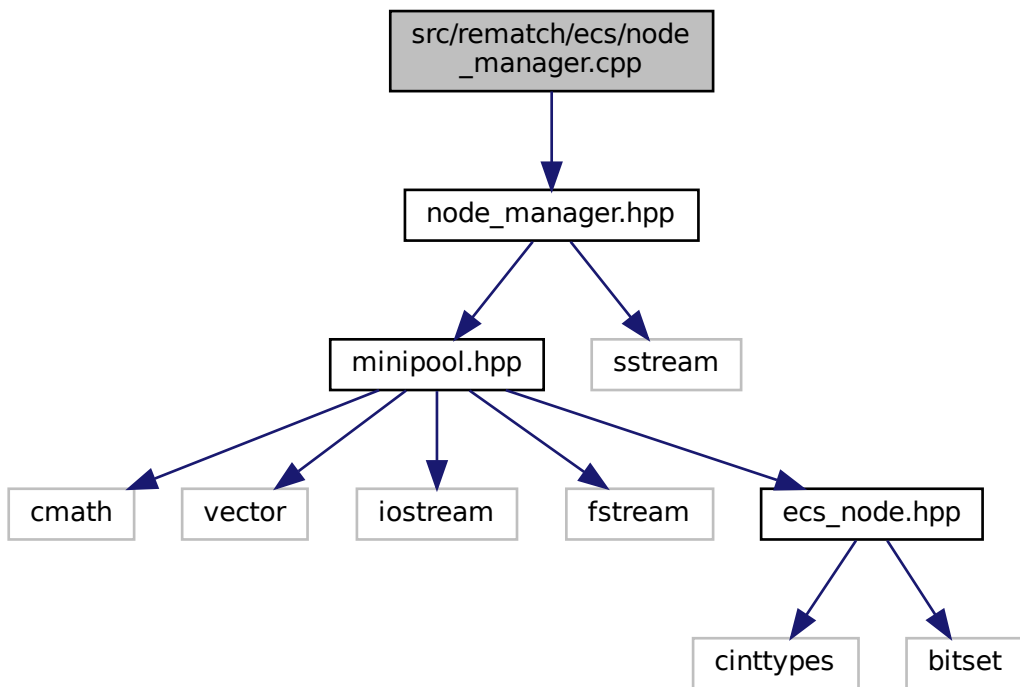 src/rematch/ecs/node
_manager.cpp
node_manager.hpp
minipool.hpp
sstream
cmath
vector
iostream
fstream
ecs_node.hpp
cinttypes
bitset